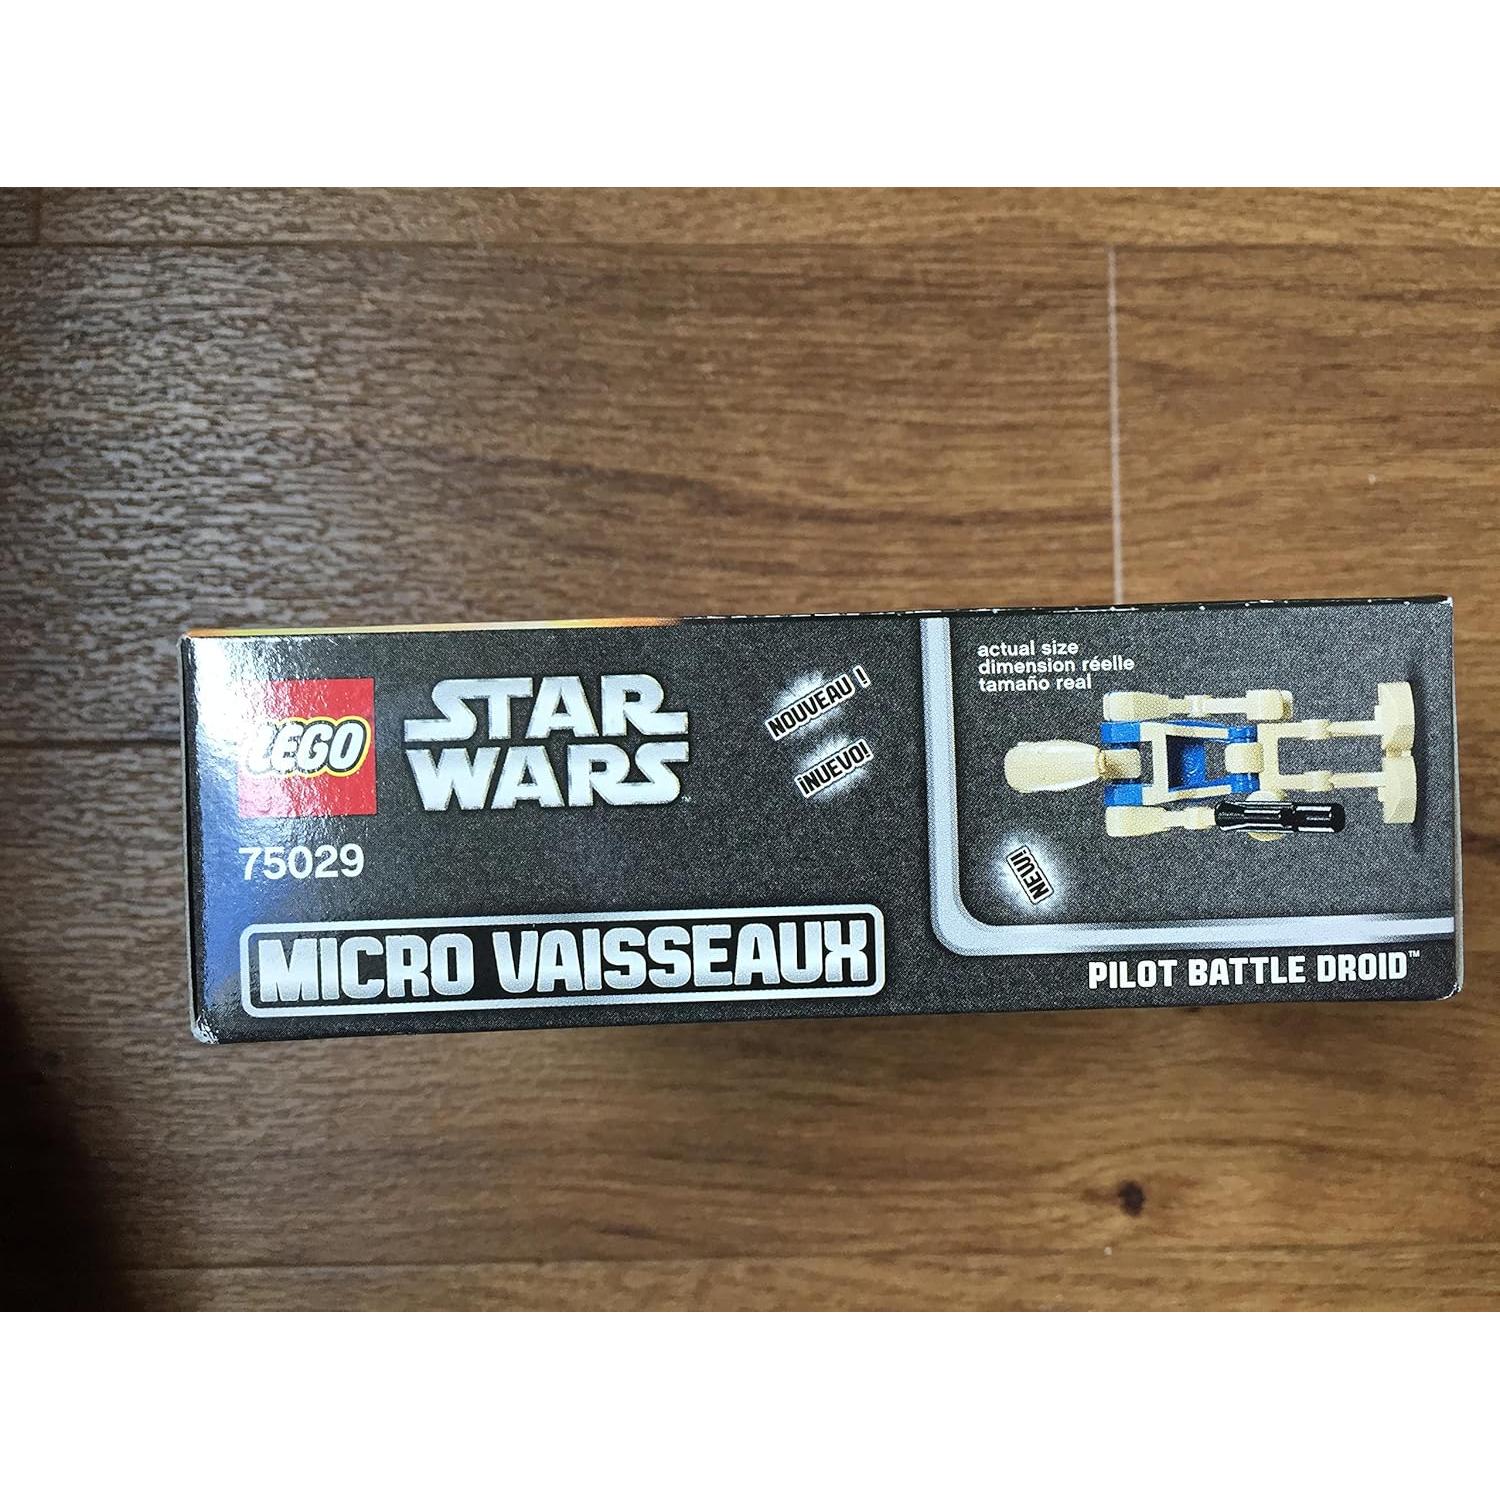 LEGO
STAR
WARS
75029
NOUVEAU !
¡NUEVO!
MICRO VAISSEAUX
actual size
dimension réelle
tamaño real
NEW!
PILOT BATTLE DROID™